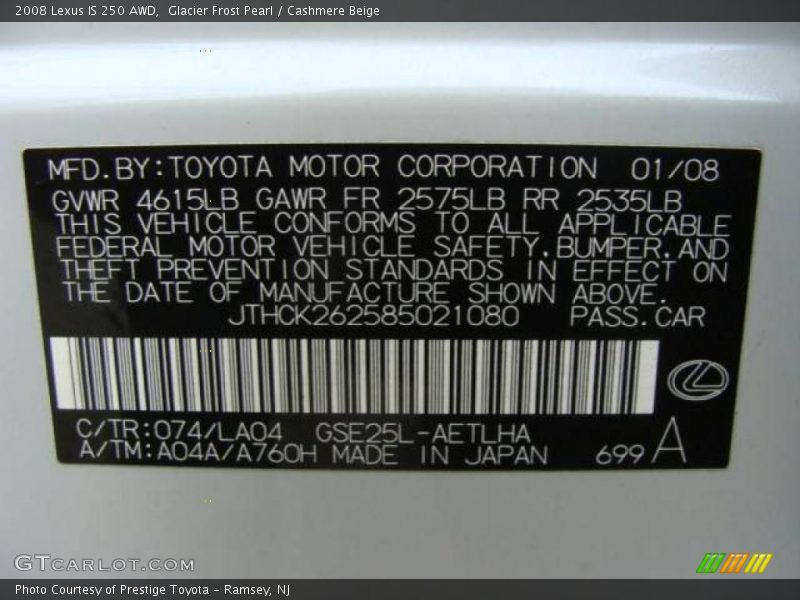 2008 Lexus IS 250 AWD,  Glacier Frost Pearl / Cashmere Beige
MFD.BY:TOYOTA MOTOR CORPORATION 01/08
GVWR 4615LB GAWR FR 2575LB RR 2535LB
THIS VEHICLE CONFORMS TO ALL APPLICABLE
FEDERAL MOTOR VEHICLE SAFETY,BUMPER,AND
THEFT PREVENTION STANDARDS IN EFFECT ON
THE DATE OF MANUFACTURE SHOWN ABOVE.
JTHCK262585021080 PASS.CAR
C/TR:074/LA04 GSE25L-AETLHA
A/TM:A04A/A760H MADE IN JAPAN 699 A
GTCARLOT.COM
Photo Courtesy of Prestige Toyota - Ramsey, NJ